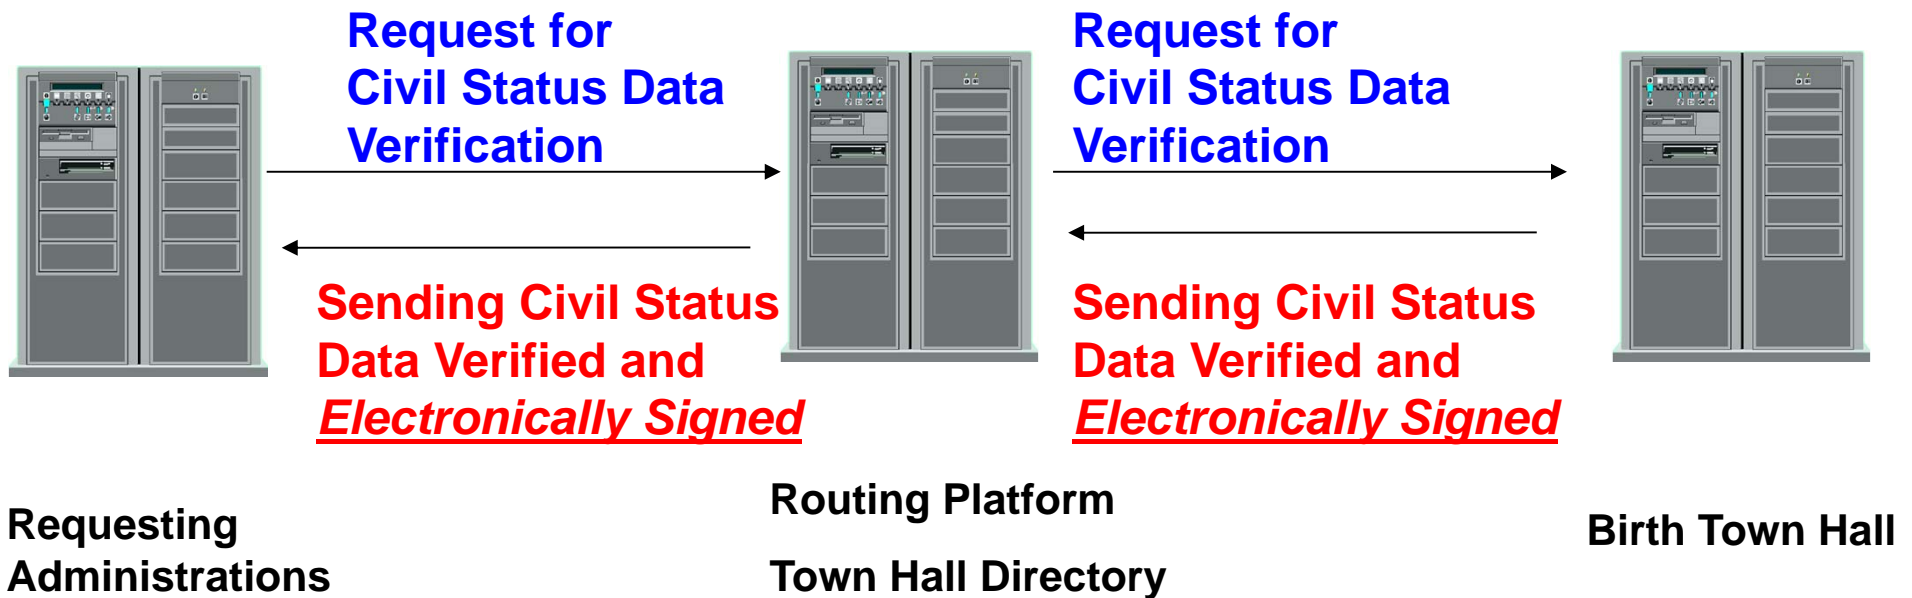 Request for
Civil Status Data
Verification
Request for
Civil Status Data
Verification
Sending Civil Status
Data Verified and
Electronically Signed
Sending Civil Status
Data Verified and
Electronically Signed
Requesting
Administrations
Routing Platform
Town Hall Directory
Birth Town Hall